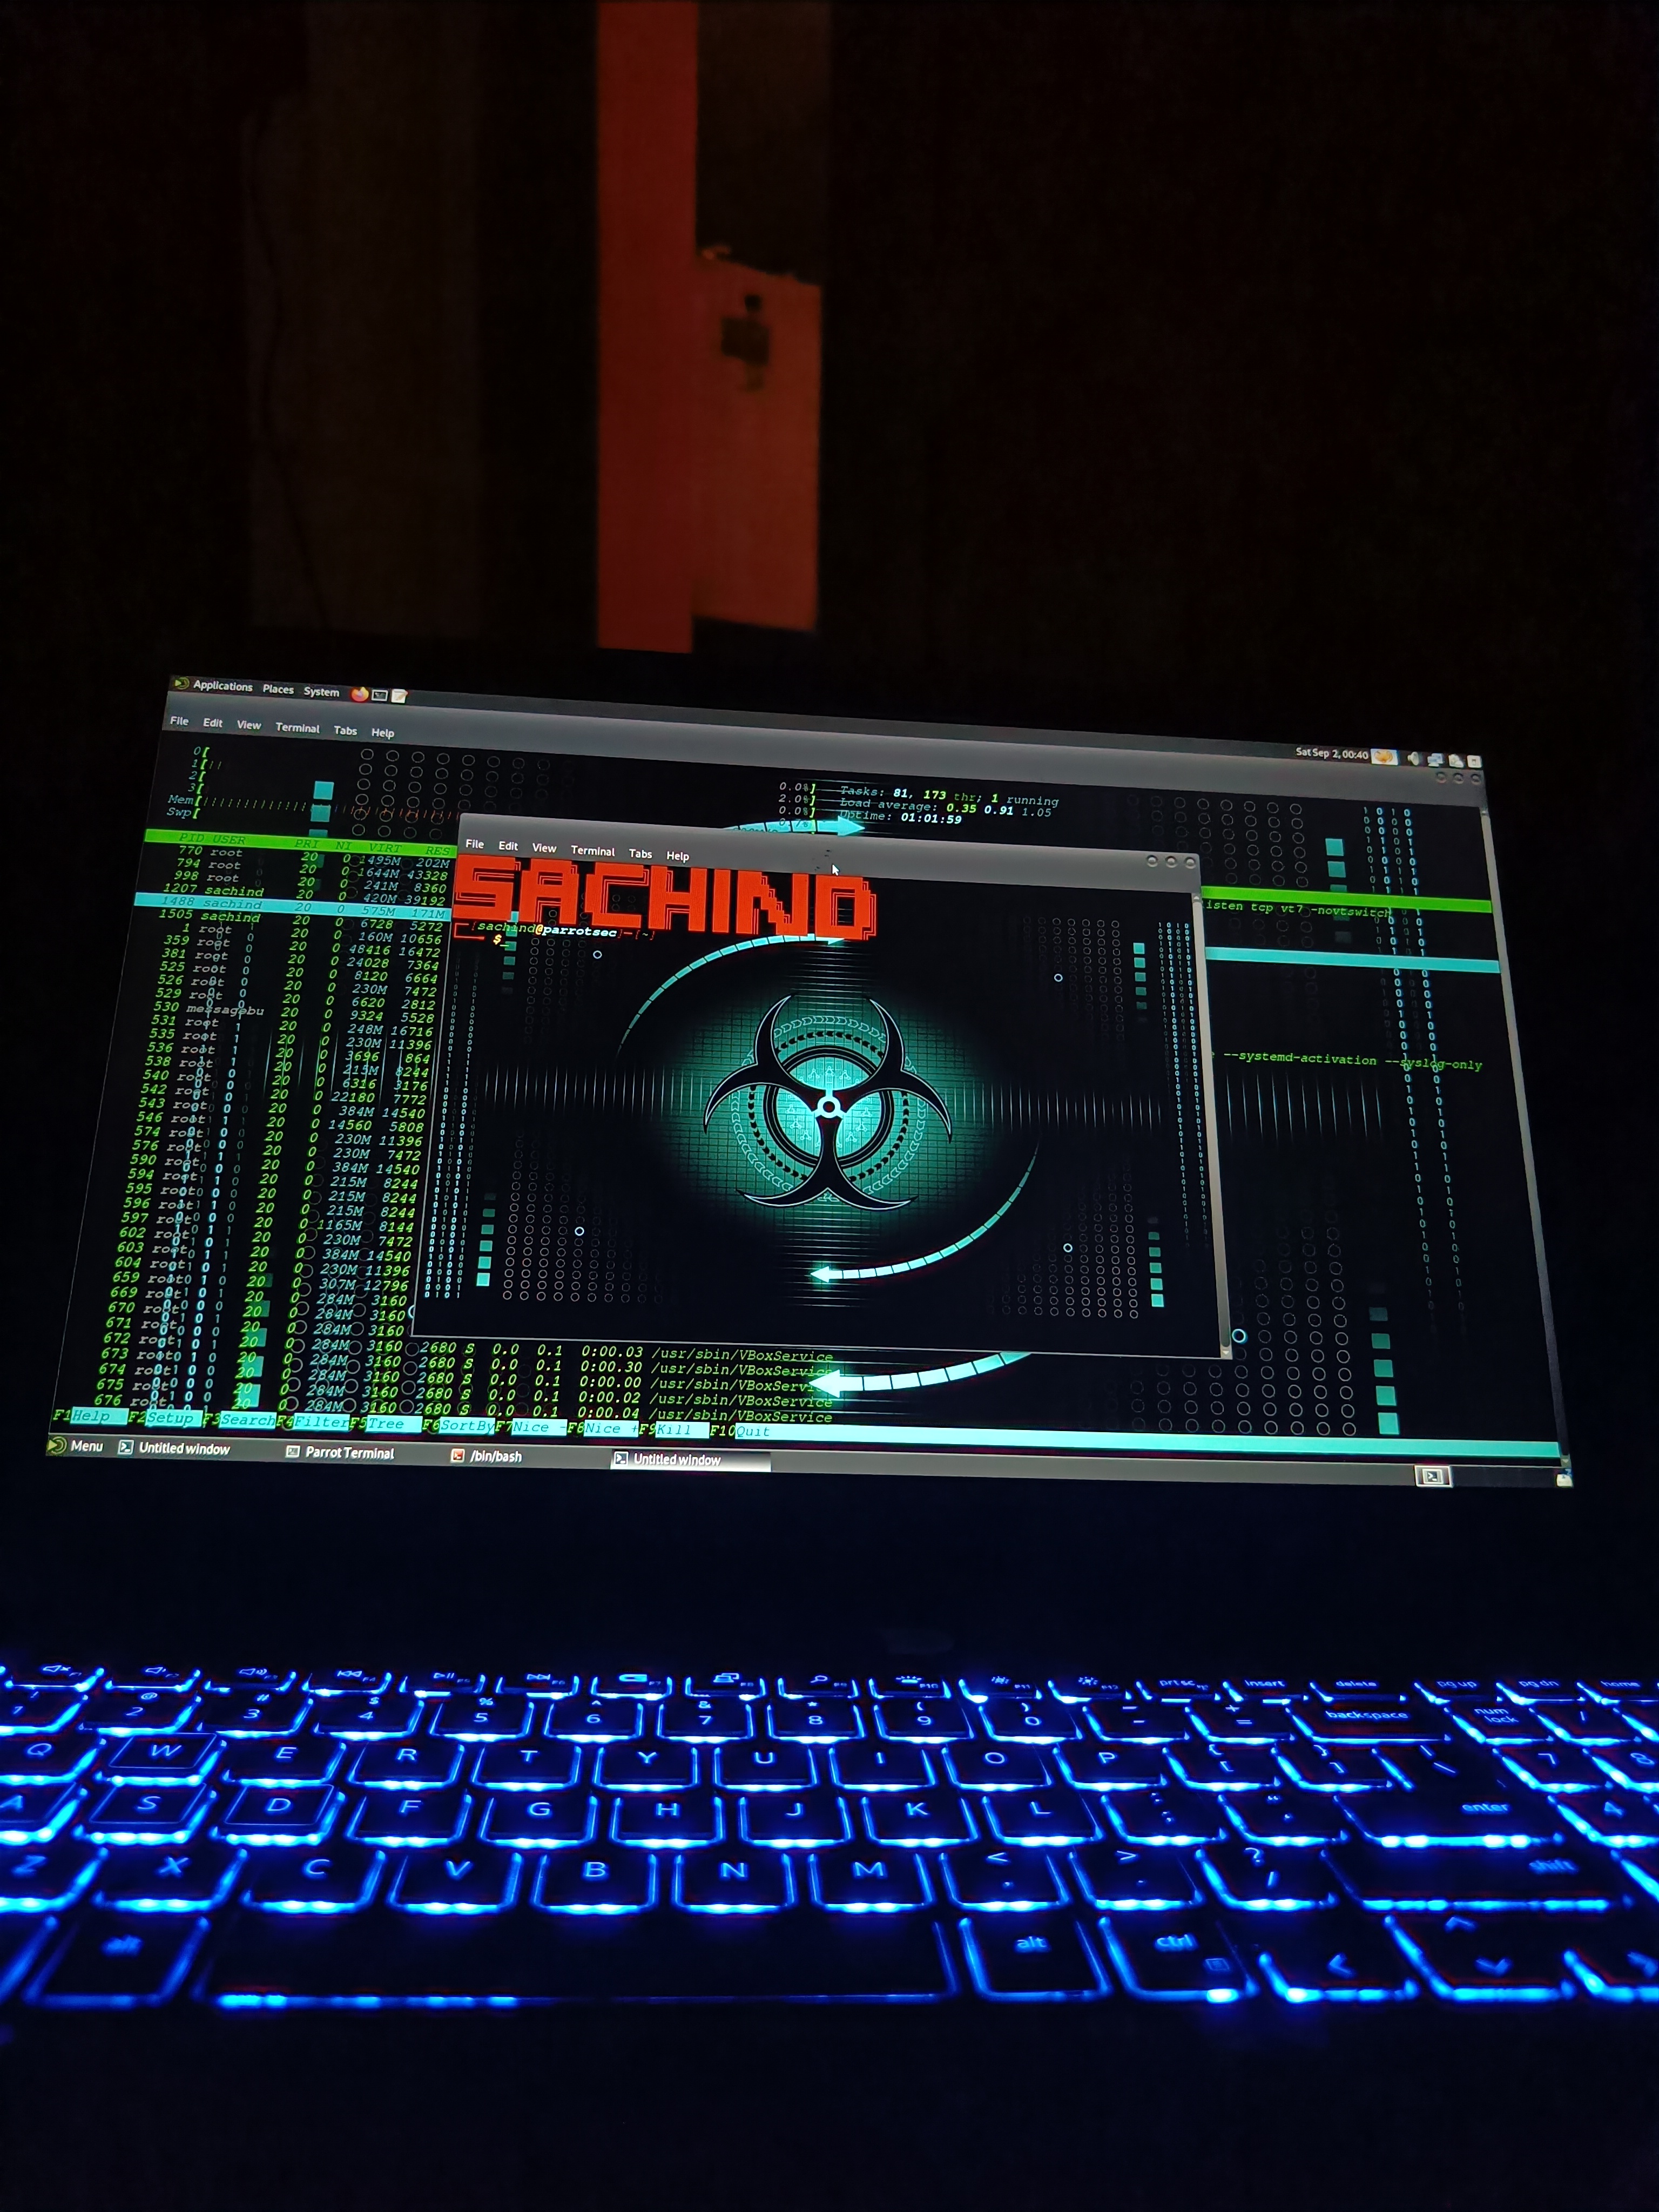 Applications Places System
Sat Sep 2, 00:40
File Edit View Terminal Tabs Help
0[
1[
2[
3[
Mem[
Swp[
0.0%]
2.0%]
0.0%]
Tasks: 81, 173 thr; 1 running
Load average: 0.35 0.91 1.05
Uptime: 01:01:59
PID USER PRI NI VIRT RES
770 root 20 0 1495M 202M
794 root 20 0 1644M 43328
998 root 20 0 241M 8360
1207 sachind 20 0 420M 39192
1488 sachind 20 0 575M 171M
1505 sachind 20 0 6728 5272
1 root 20 0 160M 10656
359 root 20 0 48416 16472
381 root 20 0 24028 7364
525 root 20 0 8120 6664
526 root 20 0 230M 7472
529 root 20 0 6620 2812
530 messagebu 20 0 9324 5528
531 root 20 0 248M 16716
535 root 20 0 230M 11396
536 root 20 0 3696 864
538 root 20 0 215M 8244
540 root 20 0 6316 3176
542 root 20 0 22180 7772
543 root 20 0 384M 14540
546 root 20 0 14560 5808
574 root 20 0 230M 11396
576 root 20 0 230M 7472
590 root 20 0 384M 14540
594 root 20 0 215M 8244
595 root 20 0 215M 8244
596 root 20 0 215M 8244
597 root 20 0 1165M 8144
602 root 20 0 230M 7472
603 root 20 0 384M 14540
604 root 20 0 230M 11396
659 root 20 0 307M 12796
669 root 20 0 284M 3160
670 root 20 0 284M 3160
671 root 20 0 284M 3160
672 root 20 0 284M 3160 2680 S 0.0 0.1 0:00.03 /usr/sbin/VBoxService
673 root 20 0 284M 3160 2680 S 0.0 0.1 0:00.30 /usr/sbin/VBoxService
674 root 20 0 284M 3160 2680 S 0.0 0.1 0:00.00 /usr/sbin/VBoxService
675 root 20 0 284M 3160 2680 S 0.0 0.1 0:00.02 /usr/sbin/VBoxService
676 root 20 0 284M 3160 2680 S 0.0 0.1 0:00.04 /usr/sbin/VBoxService
-novtswitch
--systemd-activation --syslog-only
F1Help F2Setup F3Search F4Filter F5Tree F6SortBy F7Nice - F8Nice + F9Kill F10Quit
File Edit View Terminal Tabs Help
SACHIND
[sachind@parrotsec]-[~]
$
Menu Untitled window Parrot Terminal /bin/bash Untitled window
prt sc insert delete pg up pg dn home
! 1 @ 2 # 3 $ 4 % 5 ^ 6 & 7 * 8 ( 9 ) 0 - + = backspace num lock /
Q W E R T Y U I O P { [ } ] \ 7 8
A S D F G H J K L : ; " ' enter 4
Z X C V B N M < , > . ? / shift
alt alt ctrl